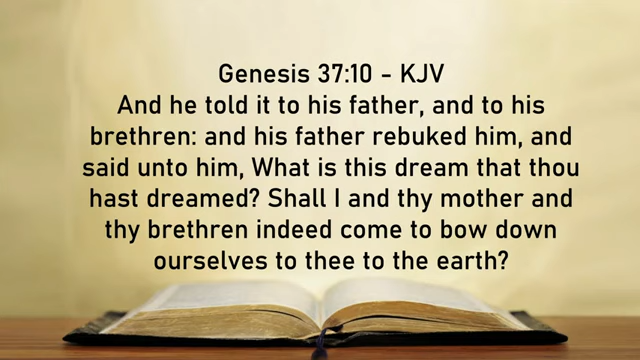 Genesis 37:10 - KJV
And he told it to his father, and to his
brethren: and his father rebuked him, and
said unto him, What is this dream that thou
hast dreamed? Shall I and thy mother and
thy brethren indeed come to bow down
ourselves to thee to the earth?